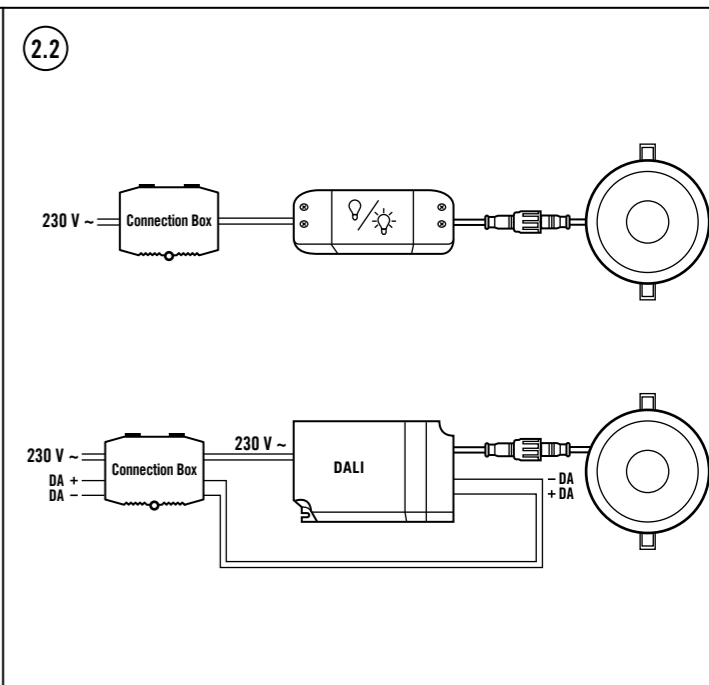 2.2
230 V ~
Connection Box
230 V ~
Connection Box
230 V ~
DALI
DA +
DA −
− DA
+ DA